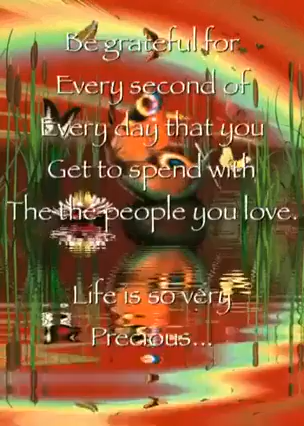 Be grateful for
Every second of
Every day that you
Get to spend with
The the people you love.
Life is so very
Precious...